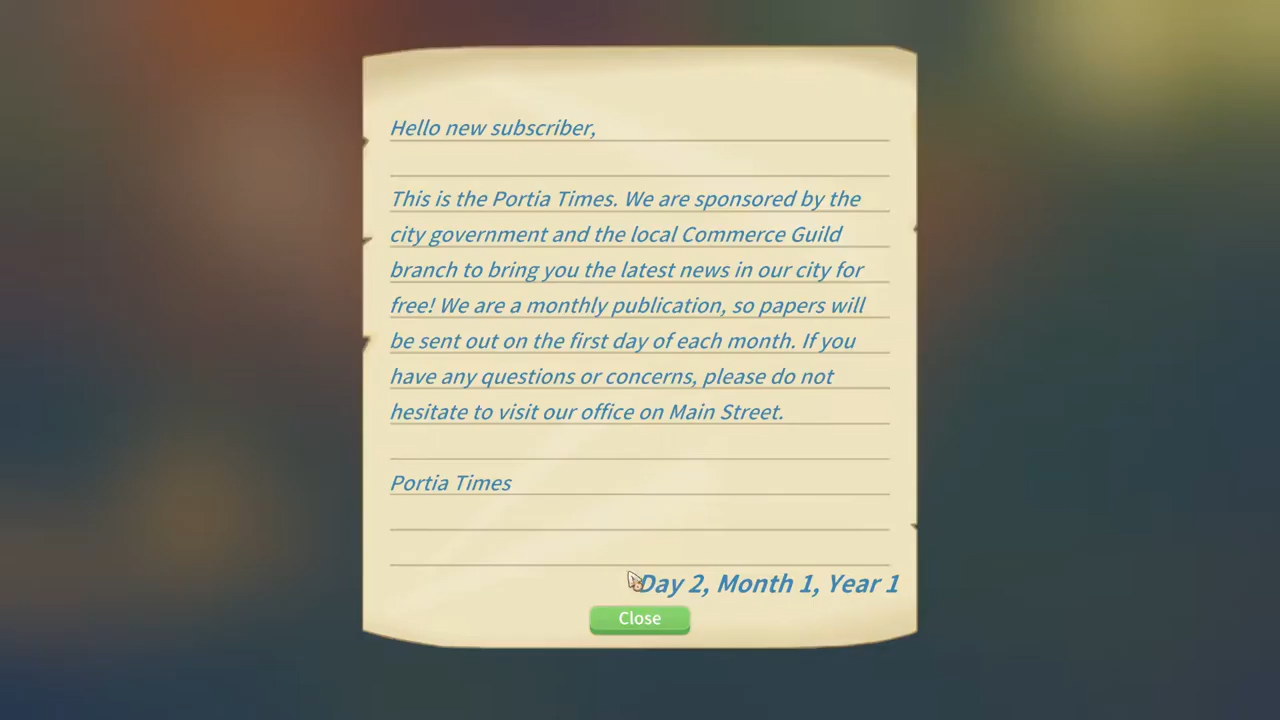 Hello new subscriber,
This is the Portia Times. We are sponsored by the
city government and the local Commerce Guild
branch to bring you the latest news in our city for
free! We are a monthly publication, so papers will
be sent out on the first day of each month. If you
have any questions or concerns, please do not
hesitate to visit our office on Main Street.
Portia Times
Day 2, Month 1, Year 1
Close